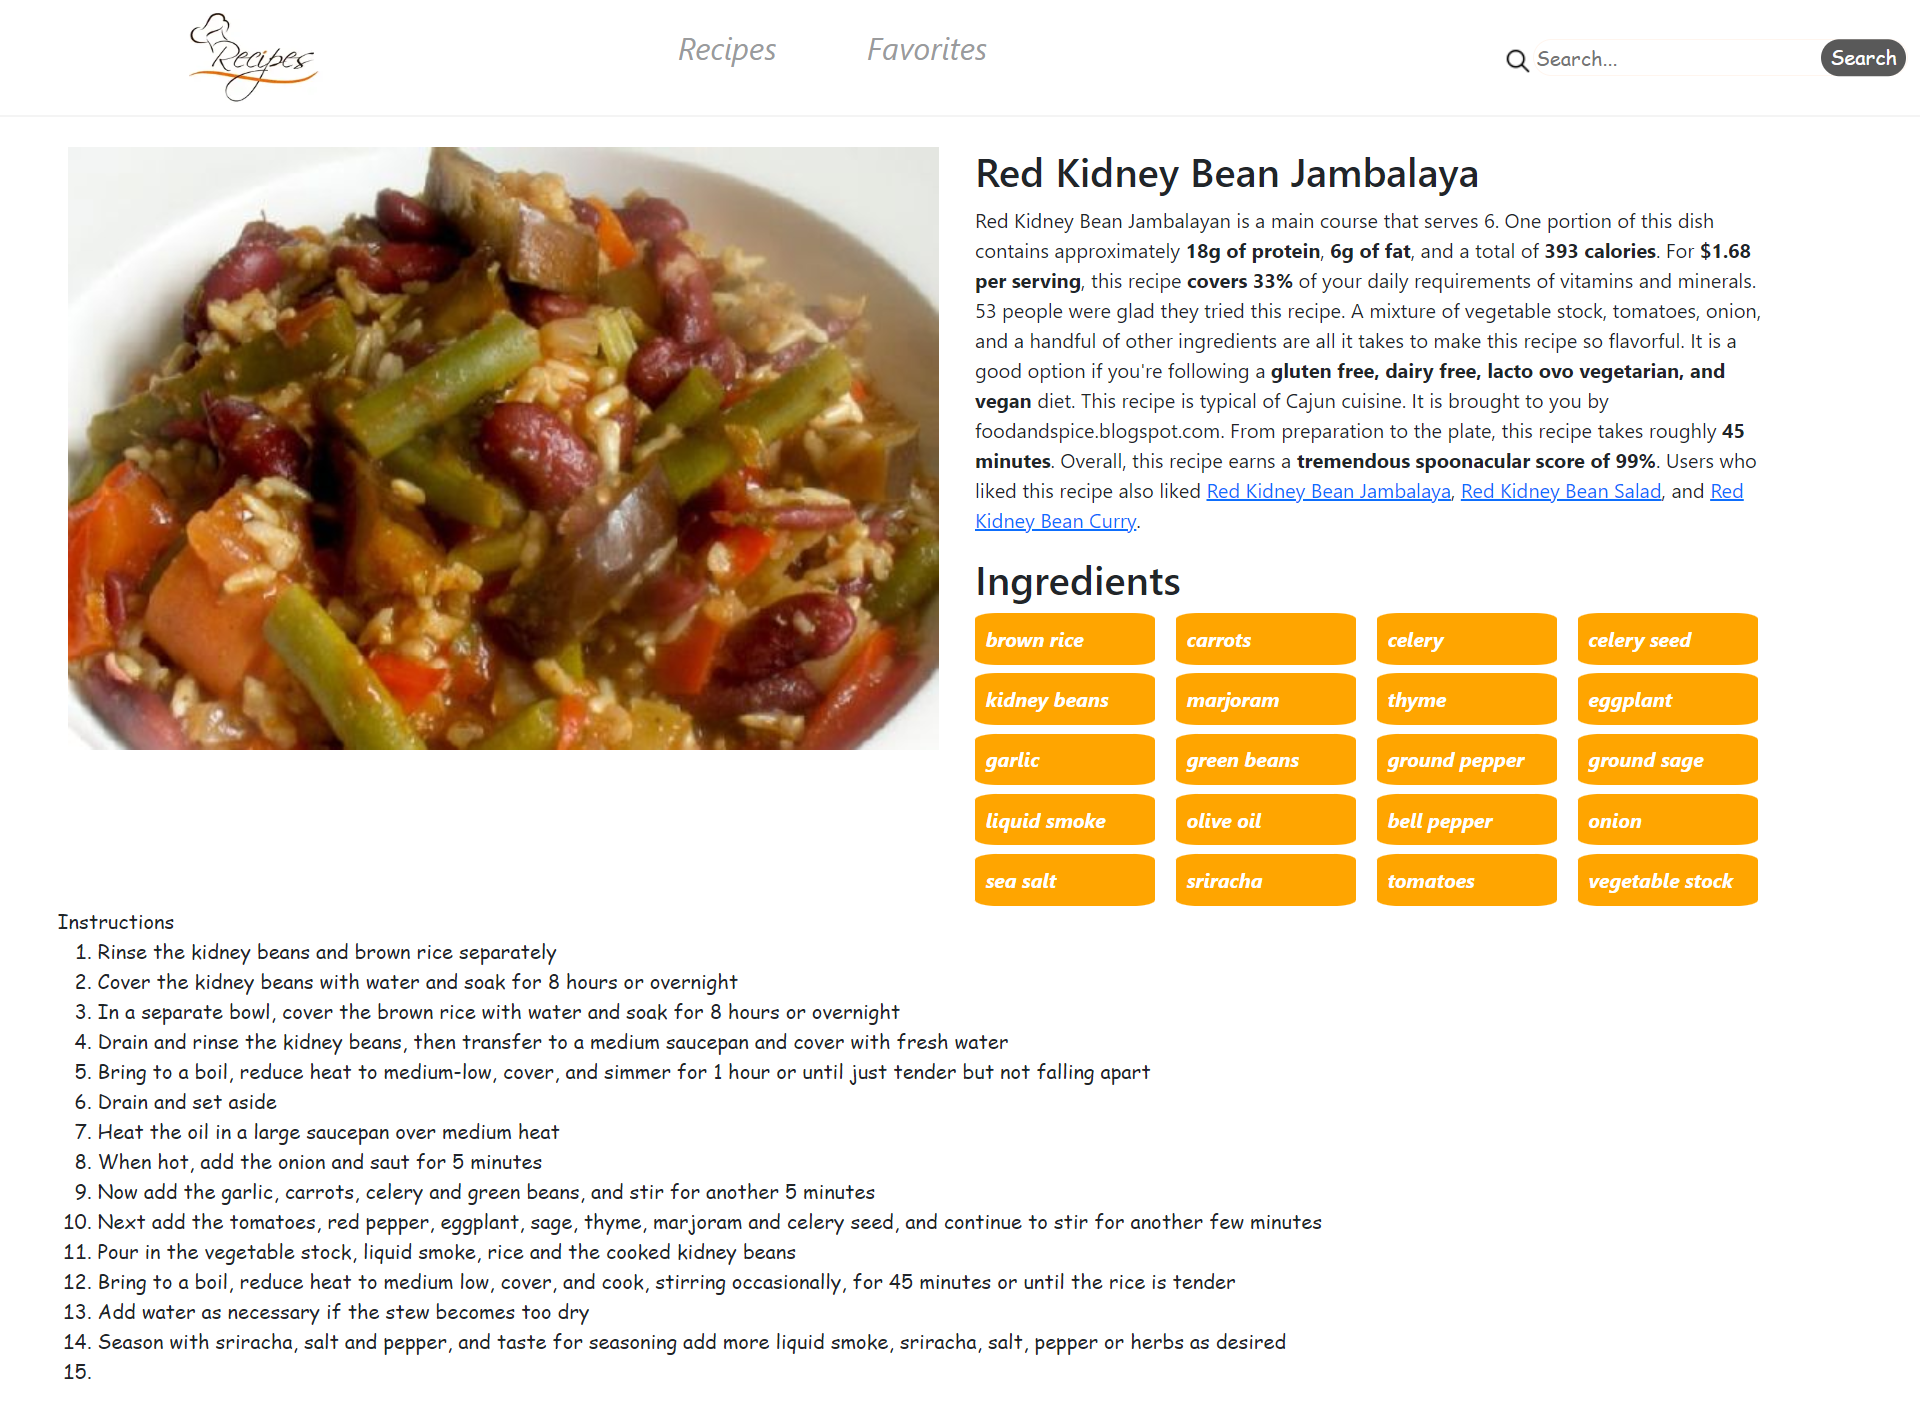 Recipes
Recipes
Favorites
Search...
Search
Red Kidney Bean Jambalaya
Red Kidney Bean Jambalayan is a main course that serves 6. One portion of this dish
contains approximately 18g of protein, 6g of fat, and a total of 393 calories. For $1.68
per serving, this recipe covers 33% of your daily requirements of vitamins and minerals.
53 people were glad they tried this recipe. A mixture of vegetable stock, tomatoes, onion,
and a handful of other ingredients are all it takes to make this recipe so flavorful. It is a
good option if you're following a gluten free, dairy free, lacto ovo vegetarian, and
vegan diet. This recipe is typical of Cajun cuisine. It is brought to you by
foodandspice.blogspot.com. From preparation to the plate, this recipe takes roughly 45
minutes. Overall, this recipe earns a tremendous spoonacular score of 99%. Users who
liked this recipe also liked Red Kidney Bean Jambalaya, Red Kidney Bean Salad, and Red
Kidney Bean Curry.
Ingredients
brown rice
carrots
celery
celery seed
kidney beans
marjoram
thyme
eggplant
garlic
green beans
ground pepper
ground sage
liquid smoke
olive oil
bell pepper
onion
sea salt
sriracha
tomatoes
vegetable stock
Instructions
1. Rinse the kidney beans and brown rice separately
2. Cover the kidney beans with water and soak for 8 hours or overnight
3. In a separate bowl, cover the brown rice with water and soak for 8 hours or overnight
4. Drain and rinse the kidney beans, then transfer to a medium saucepan and cover with fresh water
5. Bring to a boil, reduce heat to medium-low, cover, and simmer for 1 hour or until just tender but not falling apart
6. Drain and set aside
7. Heat the oil in a large saucepan over medium heat
8. When hot, add the onion and saut for 5 minutes
9. Now add the garlic, carrots, celery and green beans, and stir for another 5 minutes
10. Next add the tomatoes, red pepper, eggplant, sage, thyme, marjoram and celery seed, and continue to stir for another few minutes
11. Pour in the vegetable stock, liquid smoke, rice and the cooked kidney beans
12. Bring to a boil, reduce heat to medium low, cover, and cook, stirring occasionally, for 45 minutes or until the rice is tender
13. Add water as necessary if the stew becomes too dry
14. Season with sriracha, salt and pepper, and taste for seasoning add more liquid smoke, sriracha, salt, pepper or herbs as desired
15.